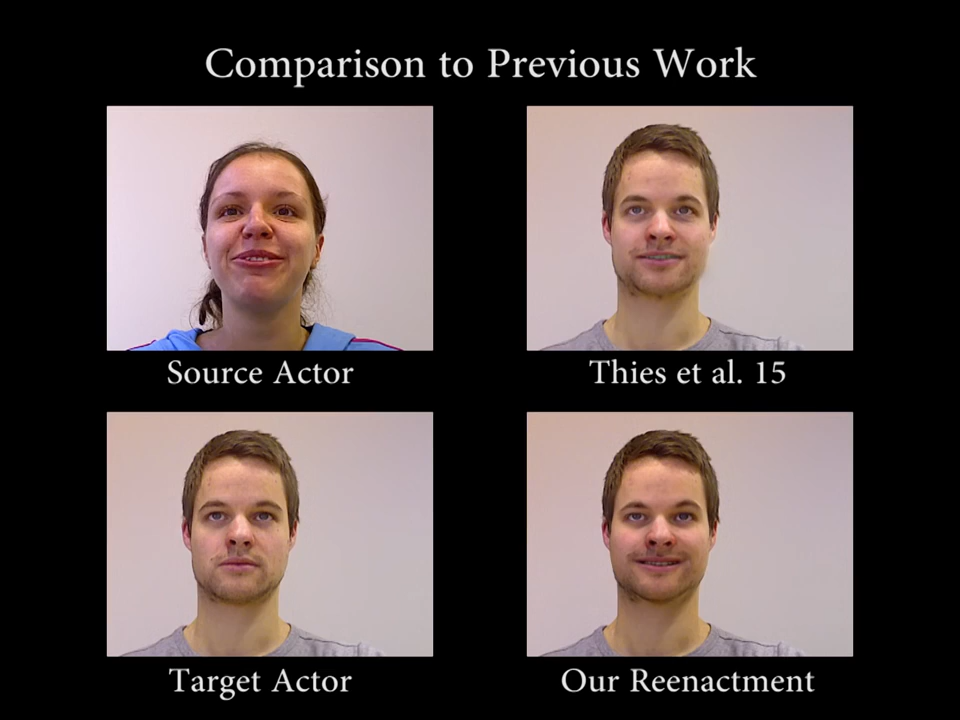 Comparison to Previous Work
Source Actor
Thies et al. 15
Target Actor
Our Reenactment